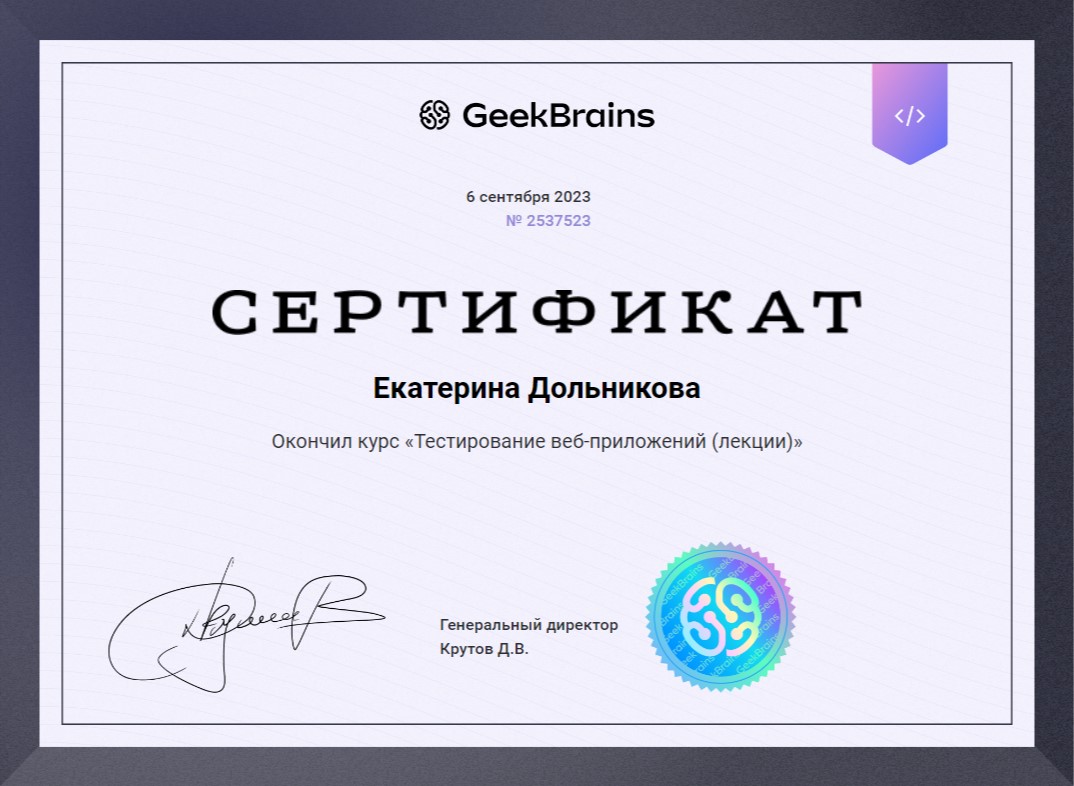 GeekBrains
</>
6 сентября 2023
№ 2537523
СЕРТИФИКАТ
Екатерина Дольникова
Окончил курс «Тестирование веб-приложений (лекции)»
Генеральный директор
Крутов Д.В.
GeekBrains